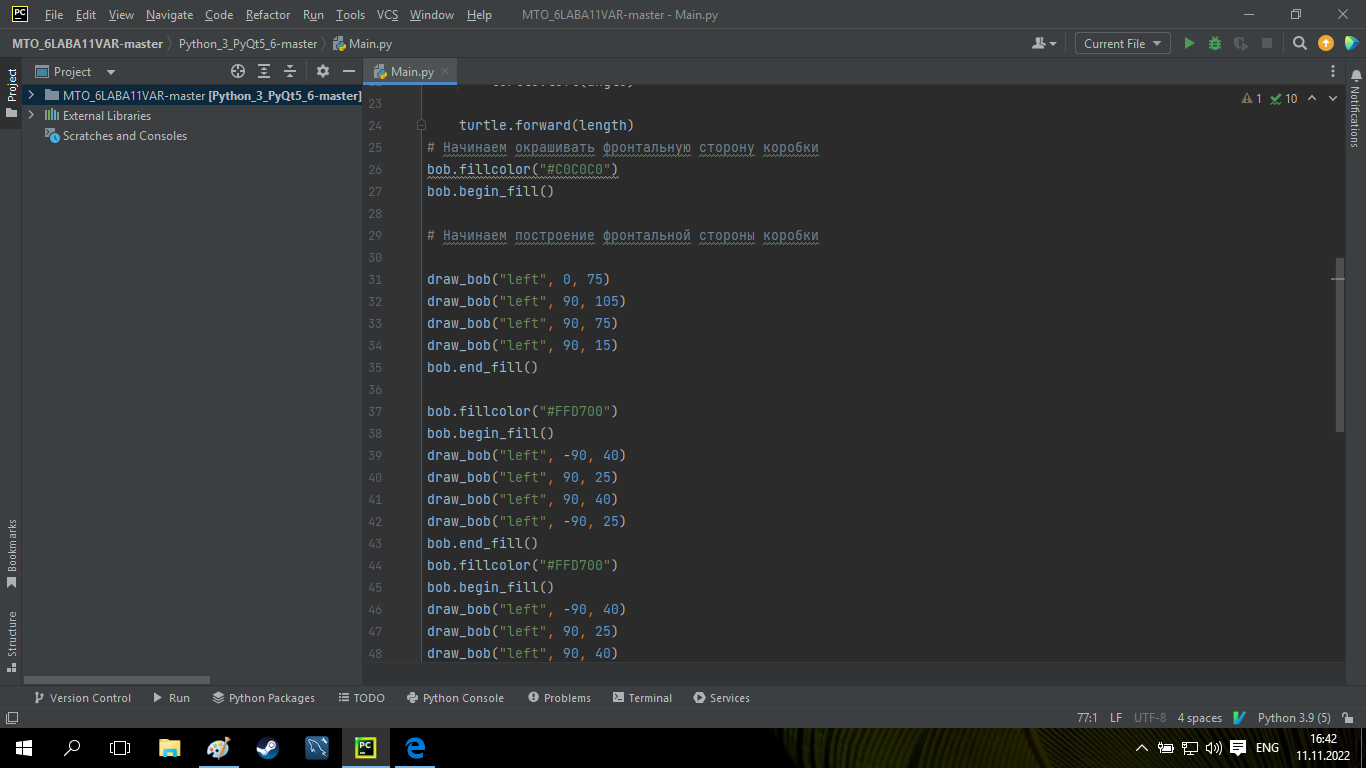 PC File Edit View Navigate Code Refactor Run Tools VCS Window Help MTO_6LABA11VAR-master - Main.py
MTO_6LABA11VAR-master Python_3_PyQt5_6-master Main.py Current File
Project Project Main.py
MTO_6LABA11VAR-master [Python_3_PyQt5_6-master]
External Libraries
Scratches and Consoles
Bookmarks
Structure
Notifications
1 10
23
24 turtle.forward(length)
25 # Начинаем окрашивать фронтальную сторону коробки
26 bob.fillcolor("#C0C0C0")
27 bob.begin_fill()
28
29 # Начинаем построение фронтальной стороны коробки
30
31 draw_bob("left", 0, 75)
32 draw_bob("left", 90, 105)
33 draw_bob("left", 90, 75)
34 draw_bob("left", 90, 15)
35 bob.end_fill()
36
37 bob.fillcolor("#FFD700")
38 bob.begin_fill()
39 draw_bob("left", -90, 40)
40 draw_bob("left", 90, 25)
41 draw_bob("left", 90, 40)
42 draw_bob("left", -90, 25)
43 bob.end_fill()
44 bob.fillcolor("#FFD700")
45 bob.begin_fill()
46 draw_bob("left", -90, 40)
47 draw_bob("left", 90, 25)
48 draw_bob("left", 90, 40)
Version Control Run Python Packages TODO Python Console Problems Terminal Services
77:1 LF UTF-8 4 spaces Python 3.9 (5)
PC ENG 16:42
11.11.2022